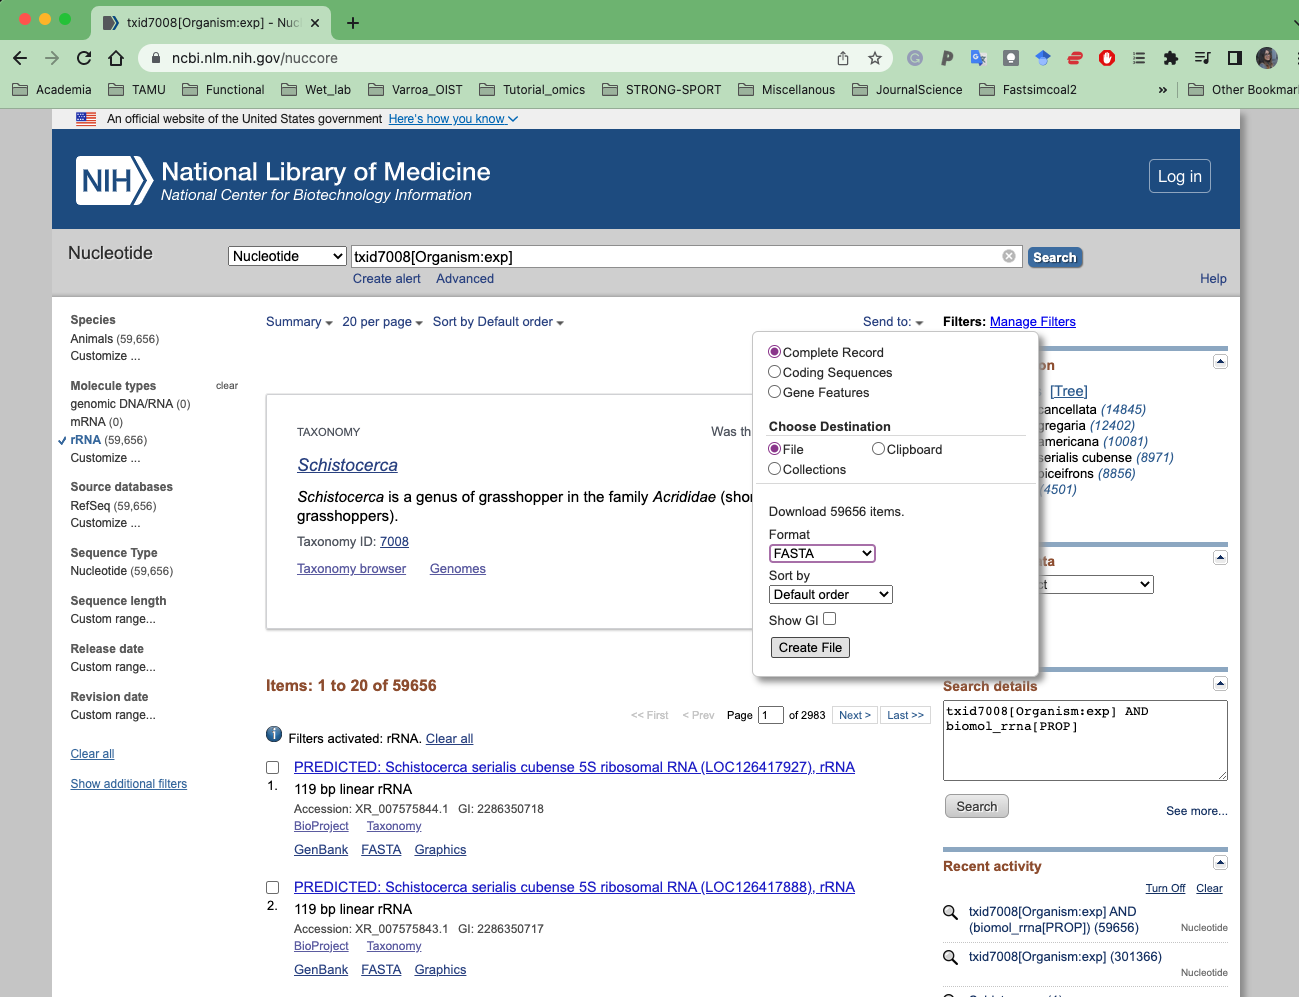 txid7008[Organism:exp] - Nuc
ncbi.nlm.nih.gov/nuccore
Academia TAMU Functional Wet_lab Varroa_OIST Tutorial_omics STRONG-SPORT Miscellanous JournalScience Fastsimcoal2 » Other Bookmar
An official website of the United States government Here's how you know
NIH National Library of Medicine
National Center for Biotechnology Information
Log in
Nucleotide Nucleotide txid7008[Organism:exp] Search
Create alert Advanced Help
Species
Animals (59,656)
Customize ...
Molecule types clear
genomic DNA/RNA (0)
mRNA (0)
rRNA (59,656)
Customize ...
Source databases
RefSeq (59,656)
Customize ...
Sequence Type
Nucleotide (59,656)
Sequence length
Custom range...
Release date
Custom range...
Revision date
Custom range...
Clear all
Show additional filters
Summary 20 per page Sort by Default order Send to:
TAXONOMY Was th
Schistocerca
Schistocerca is a genus of grasshopper in the family Acrididae (shor
grasshoppers).
Taxonomy ID: 7008
Taxonomy browser Genomes
Complete Record
Coding Sequences
Gene Features
Choose Destination
File Clipboard
Collections
Download 59656 items.
Format
FASTA
Sort by
Default order
Show GI
Create File
Items: 1 to 20 of 59656
<< First < Prev Page 1 of 2983 Next > Last >>
Filters activated: rRNA. Clear all
PREDICTED: Schistocerca serialis cubense 5S ribosomal RNA (LOC126417927), rRNA
1. 119 bp linear rRNA
Accession: XR_007575844.1 GI: 2286350718
BioProject Taxonomy
GenBank FASTA Graphics
PREDICTED: Schistocerca serialis cubense 5S ribosomal RNA (LOC126417888), rRNA
2. 119 bp linear rRNA
Accession: XR_007575843.1 GI: 2286350717
BioProject Taxonomy
GenBank FASTA Graphics
Filters: Manage Filters
on
[Tree]
cancellata (14845)
gregaria (12402)
americana (10081)
serialis cubense (8971)
piceifrons (8856)
(4501)
ta
ct
Search details
txid7008[Organism:exp] AND
biomol_rrna[PROP]
Search See more...
Recent activity
Turn Off Clear
txid7008[Organism:exp] AND
(biomol_rrna[PROP]) (59656) Nucleotide
txid7008[Organism:exp] (301366)
Nucleotide